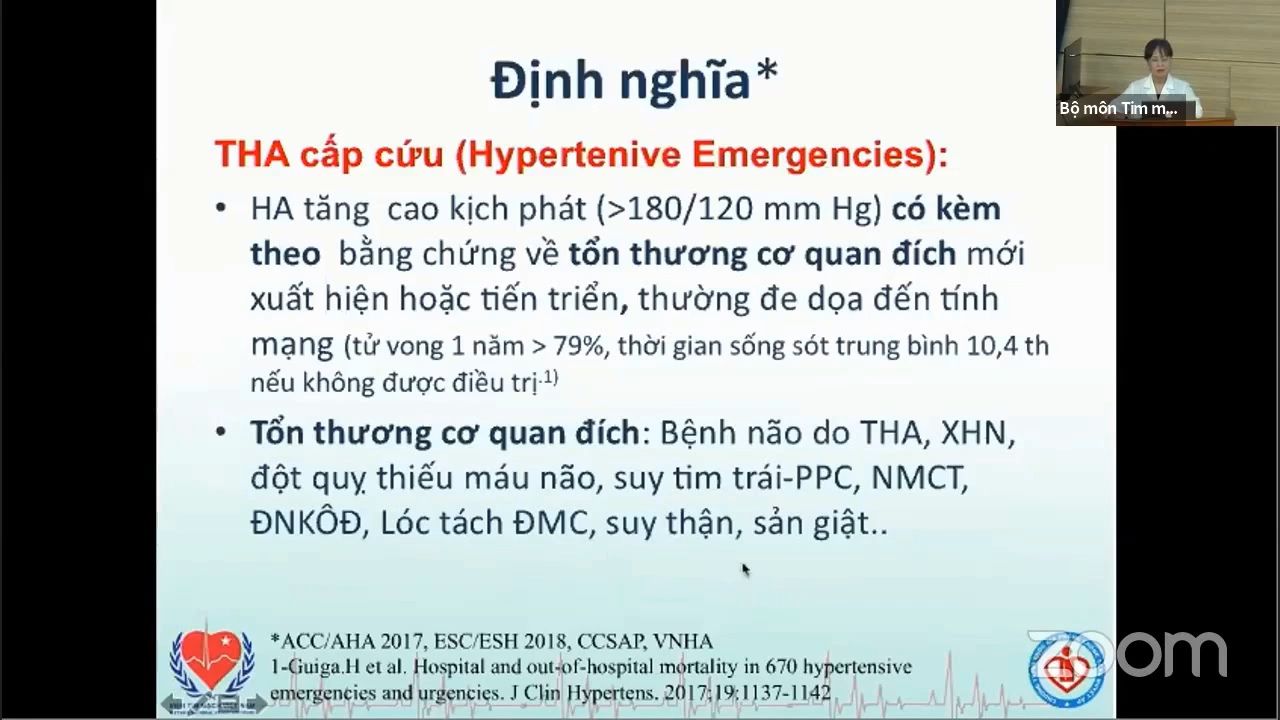 Định nghĩa*
Bộ môn Tim m...
THA cấp cứu (Hypertenive Emergencies):
• HA tăng cao kịch phát (>180/120 mm Hg) có kèm
theo bằng chứng về tổn thương cơ quan đích mới
xuất hiện hoặc tiến triển, thường đe dọa đến tính
mạng (tử vong 1 năm > 79%, thời gian sống sót trung bình 10,4 th
nếu không được điều trị.1)
• Tổn thương cơ quan đích: Bệnh não do THA, XHN,
đột quỵ thiếu máu não, suy tim trái-PPC, NMCT,
ĐNKÔĐ, Lóc tách ĐMC, suy thận, sản giật..
*ACC/AHA 2017, ESC/ESH 2018, CCSAP, VNHA
1-Guiga.H et al. Hospital and out-of-hospital mortality in 670 hypertensive
emergencies and urgencies. J Clin Hypertens. 2017:19:1137-1142
zoom